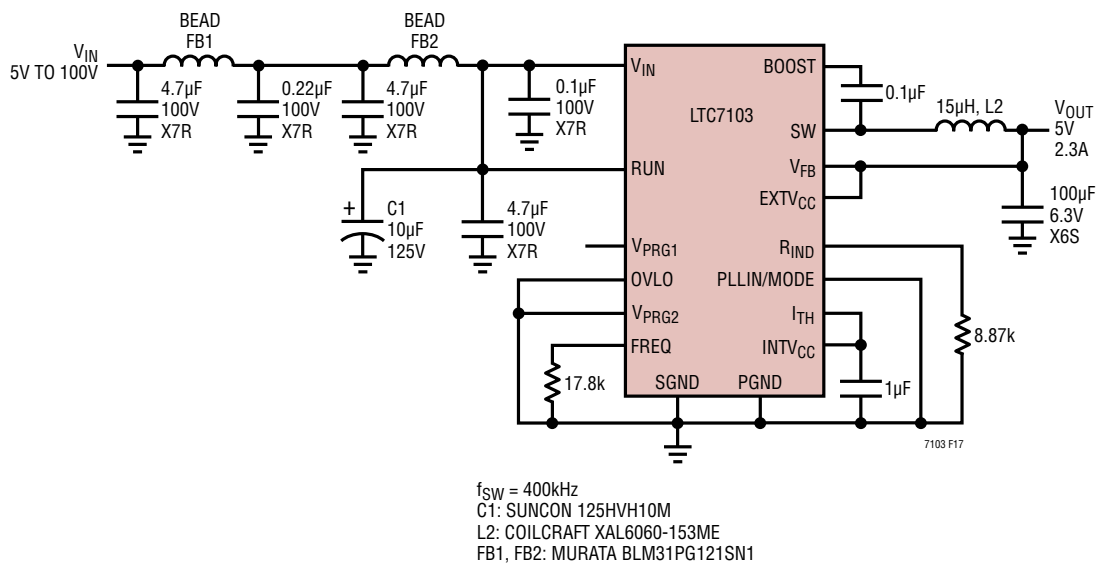 BEAD
FB1
BEAD
FB2
VIN
5V TO 100V
4.7µF
100V
X7R
0.22µF
100V
X7R
4.7µF
100V
X7R
0.1µF
100V
X7R
+
C1
10µF
125V
4.7µF
100V
X7R
VIN
BOOST
LTC7103
SW
RUN
VFB
EXTVCC
VPRG1
RIND
OVLO
PLLIN/MODE
VPRG2
ITH
FREQ
INTVCC
SGND
PGND
0.1µF
15µH, L2
VOUT
5V
2.3A
100µF
6.3V
X6S
8.87k
17.8k
1µF
7103 F17
fSW = 400kHz
C1: SUNCON 125HVH10M
L2: COILCRAFT XAL6060-153ME
FB1, FB2: MURATA BLM31PG121SN1